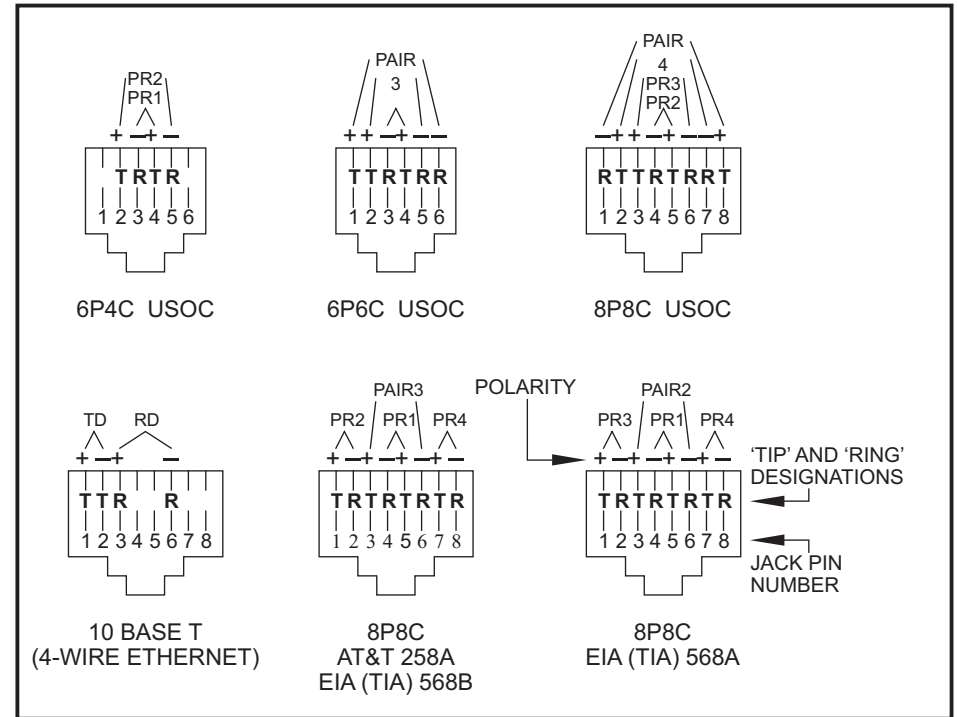 PR2
PR1
+ – + –
T R T R
1 2 3 4 5 6
6P4C USOC
PAIR
3
+ + – + – –
T T R T R R
1 2 3 4 5 6
6P6C USOC
PAIR
4
PR3
PR2
– + + – + – – +
R T T R T R R T
1 2 3 4 5 6 7 8
8P8C USOC
TD RD
+ – + –
T T R R
1 2 3 4 5 6 7 8
10 BASE T
(4-WIRE ETHERNET)
PAIR3
PR2 PR1 PR4
+ – + – + – + –
T R T R T R T R
1 2 3 4 5 6 7 8
8P8C
AT&T 258A
EIA (TIA) 568B
POLARITY
PAIR2
PR3 PR1 PR4
+ – + – + – + –
T R T R T R T R
1 2 3 4 5 6 7 8
8P8C
EIA (TIA) 568A
‘TIP’ AND ‘RING’
DESIGNATIONS
JACK PIN
NUMBER